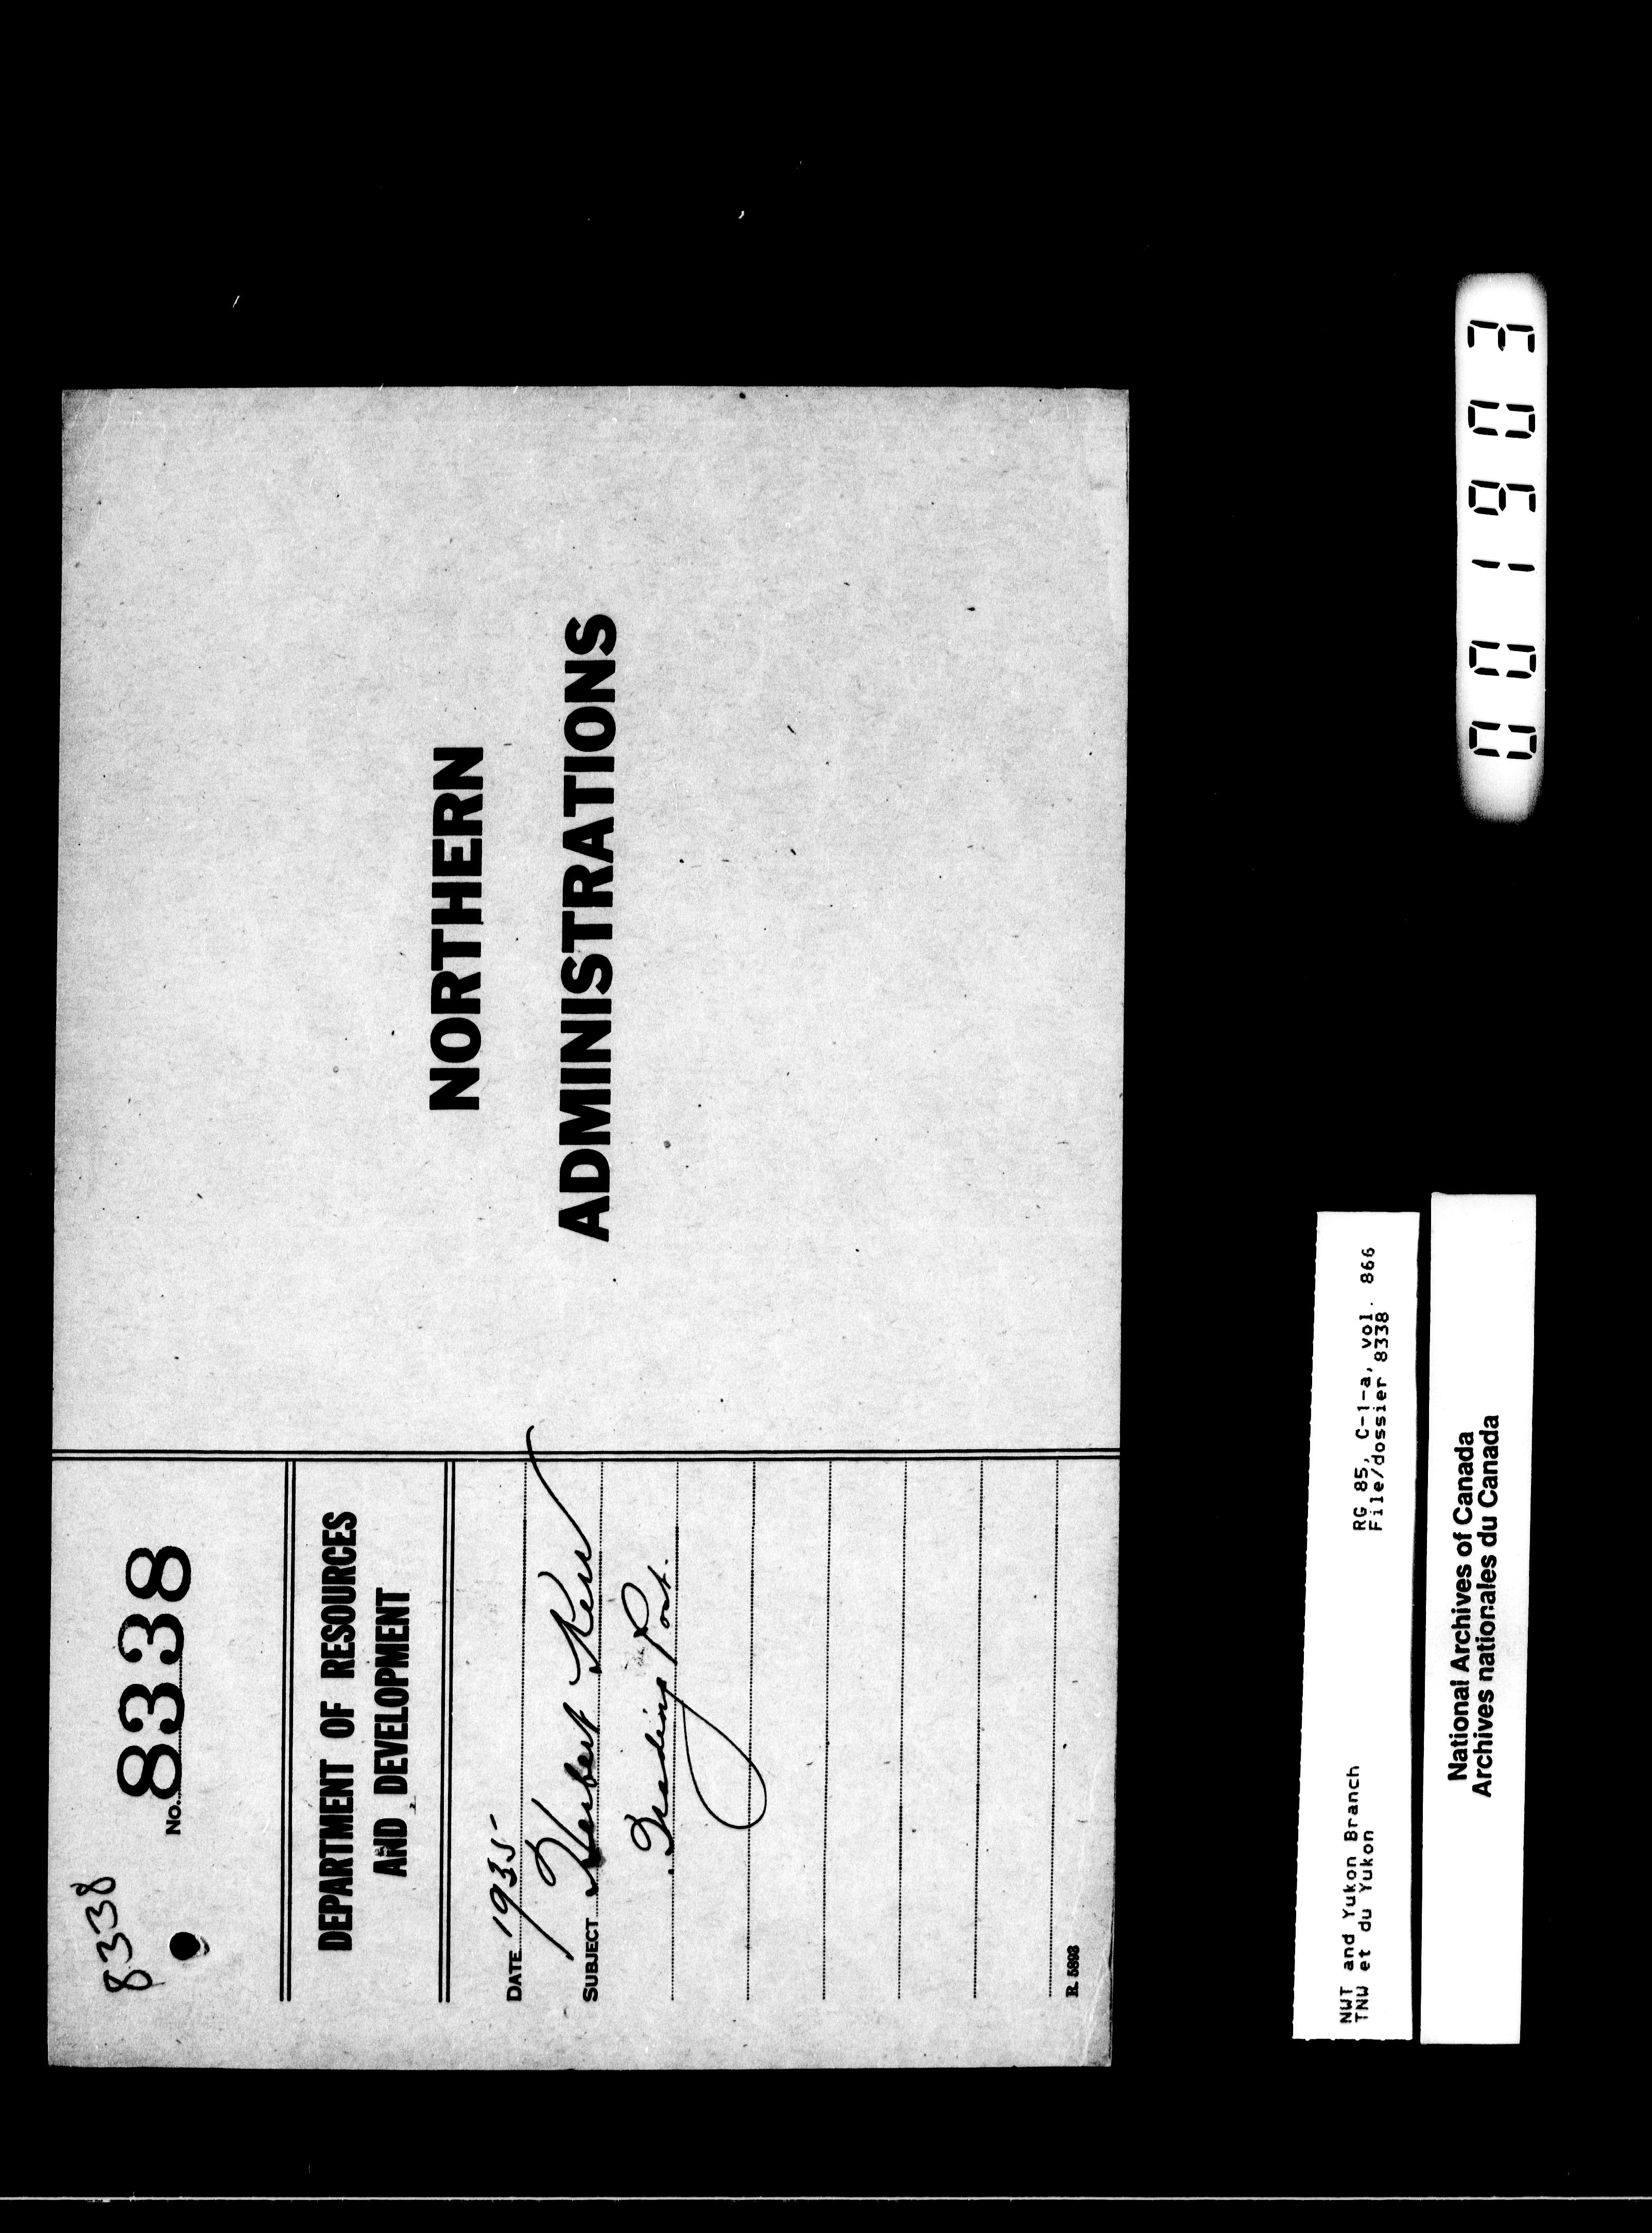 8338
No. 8338
DEPARTMENT OF RESOURCES
AND DEVELOPMENT
DATE 1935
SUBJECT Herbert Kerr
Trading Post.
R. 5893
NORTHERN
ADMINISTRATIONS
NWT and Yukon Branch
TNW et du Yukon
RG 85, C-1-a, vol. 866
File/dossier 8338
National Archives of Canada
Archives nationales du Canada
001903